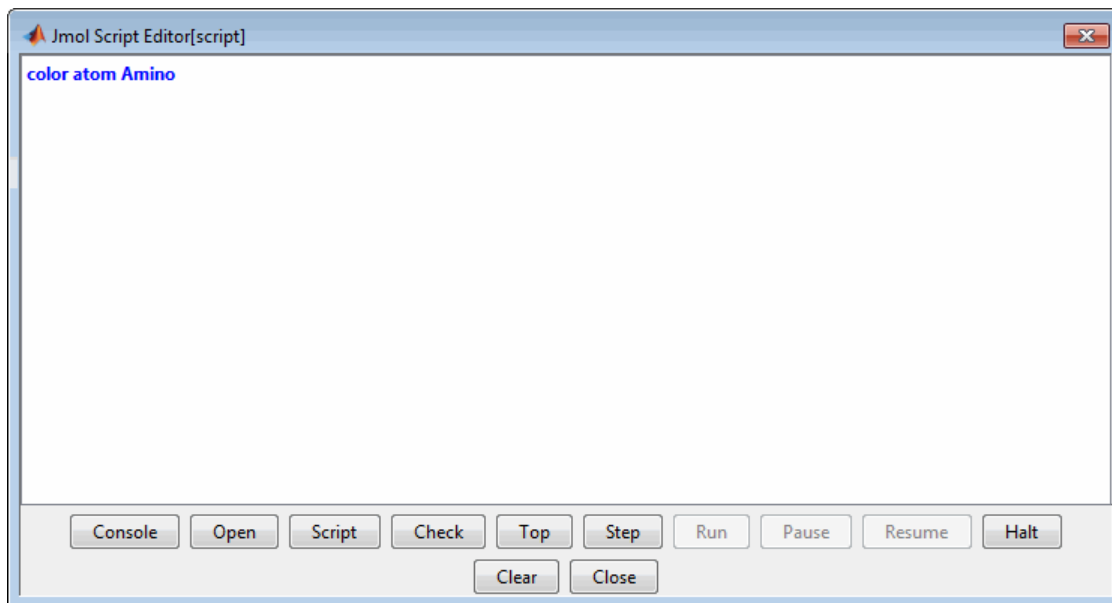 Jmol Script Editor[script]
color atom Amino
Console Open Script Check Top Step Run Pause Resume Halt
Clear Close